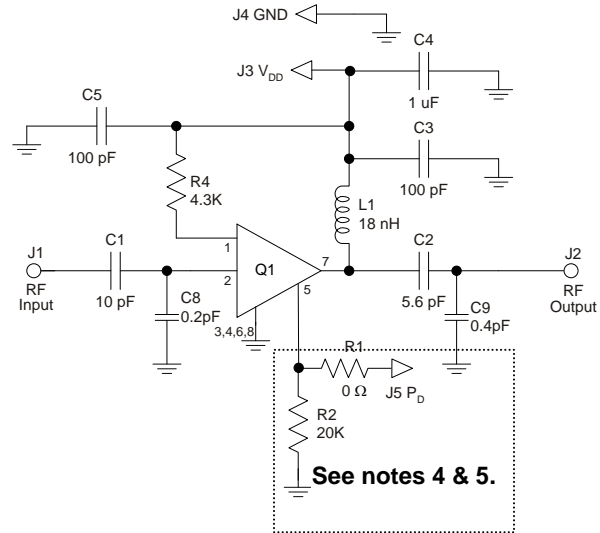 J4 GND
C4
J3 VDD
1 uF
C5
100 pF
C3
100 pF
R4
4.3K
L1
18 nH
J1
RF
Input
C1
10 pF
C8
0.2pF
1
2
Q1
7
5
3,4,6,8
C2
5.6 pF
C9
0.4pF
J2
RF
Output
R1
0 Ω
J5 PD
R2
20K
See notes 4 & 5.